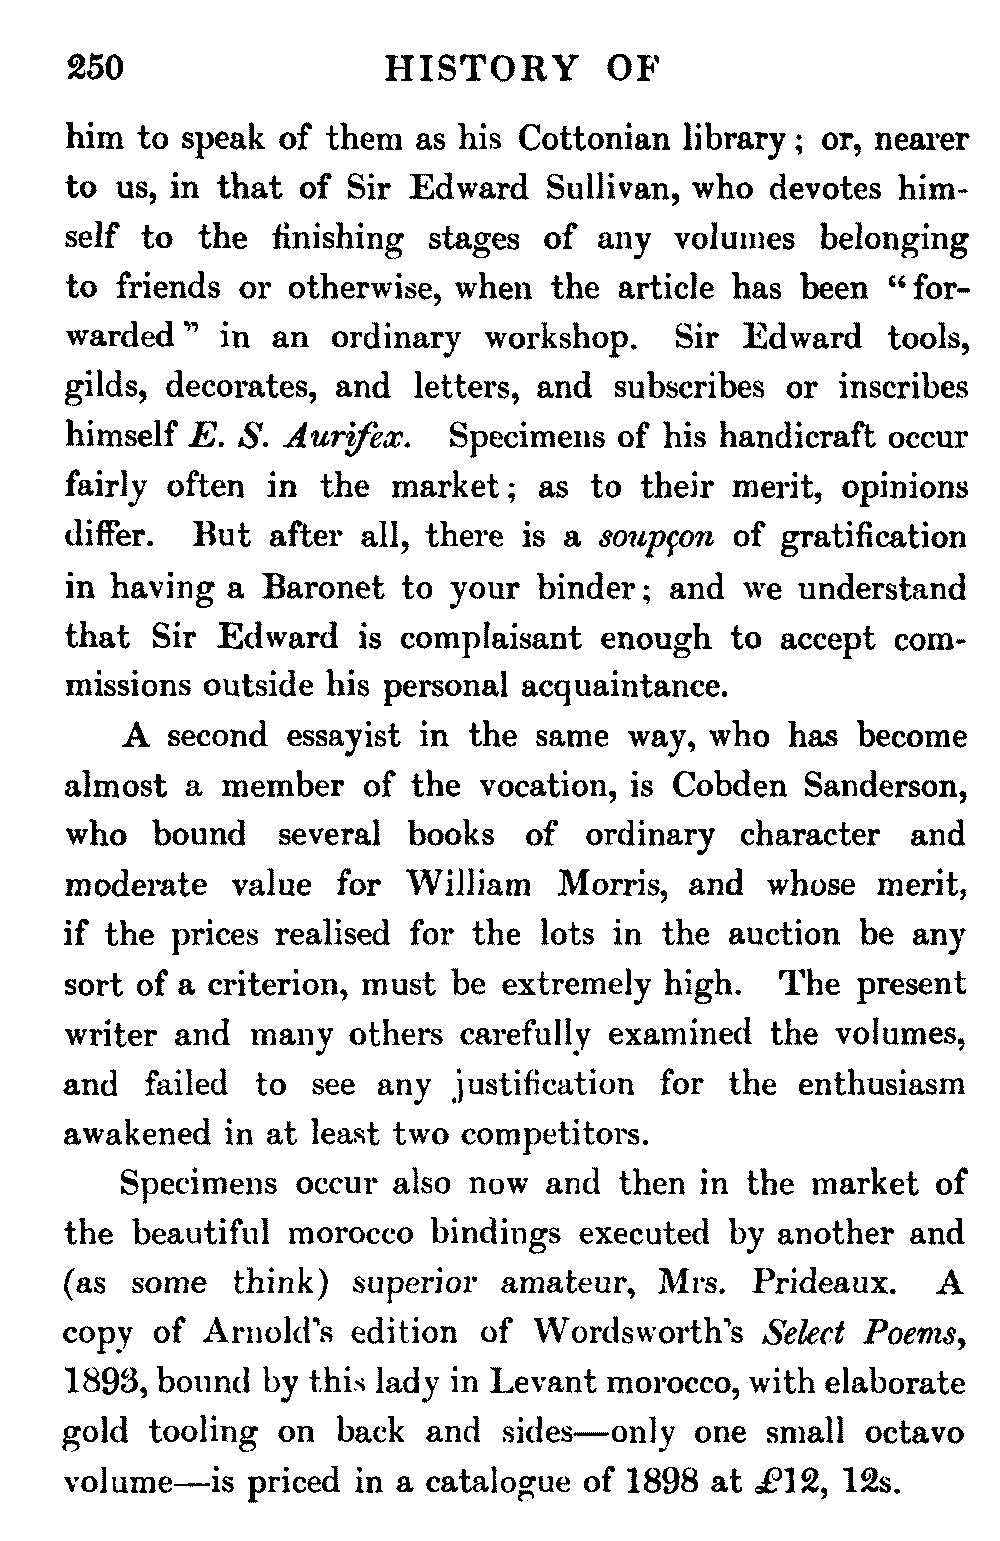 250 HISTORY OF
him to speak of them as his Cottonian library; or, nearer
to us, in that of Sir Edward Sullivan, who devotes him-
self to the finishing stages of any volumes belonging
to friends or otherwise, when the article has been “for-
warded” in an ordinary workshop. Sir Edward tools,
gilds, decorates, and letters, and subscribes or inscribes
himself E. S. Aurifex. Specimens of his handicraft occur
fairly often in the market; as to their merit, opinions
differ. But after all, there is a soupçon of gratification
in having a Baronet to your binder; and we understand
that Sir Edward is complaisant enough to accept com-
missions outside his personal acquaintance.
A second essayist in the same way, who has become
almost a member of the vocation, is Cobden Sanderson,
who bound several books of ordinary character and
moderate value for William Morris, and whose merit,
if the prices realised for the lots in the auction be any
sort of a criterion, must be extremely high. The present
writer and many others carefully examined the volumes,
and failed to see any justification for the enthusiasm
awakened in at least two competitors.
Specimens occur also now and then in the market of
the beautiful morocco bindings executed by another and
(as some think) superior amateur, Mrs. Prideaux. A
copy of Arnold's edition of Wordsworth's Select Poems,
1893, bound by this lady in Levant morocco, with elaborate
gold tooling on back and sides—only one small octavo
volume—is priced in a catalogue of 1898 at £12, 12s.